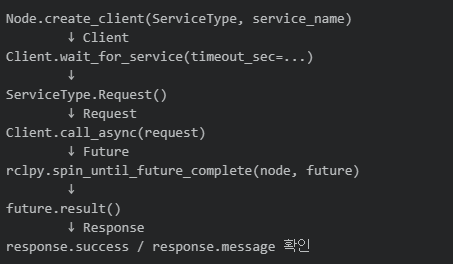 Node.create_client(ServiceType, service_name)
↓ Client
Client.wait_for_service(timeout_sec=...)
↓
ServiceType.Request()
↓ Request
Client.call_async(request)
↓ Future
rclpy.spin_until_future_complete(node, future)
↓
future.result()
↓ Response
response.success / response.message 확인